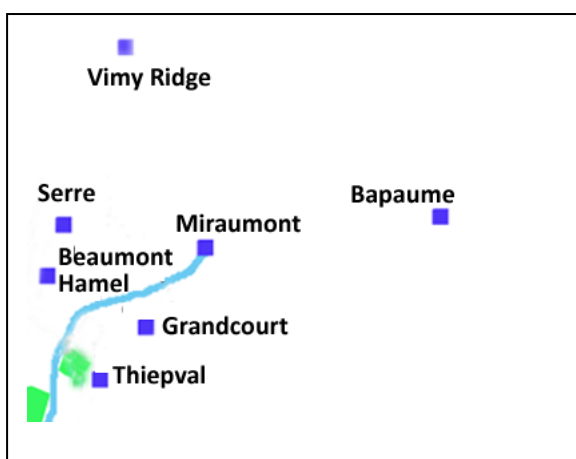 Vimy Ridge
Serre
Bapaume
Miraumont
Beaumont
Hamel
Grandcourt
Thiepval